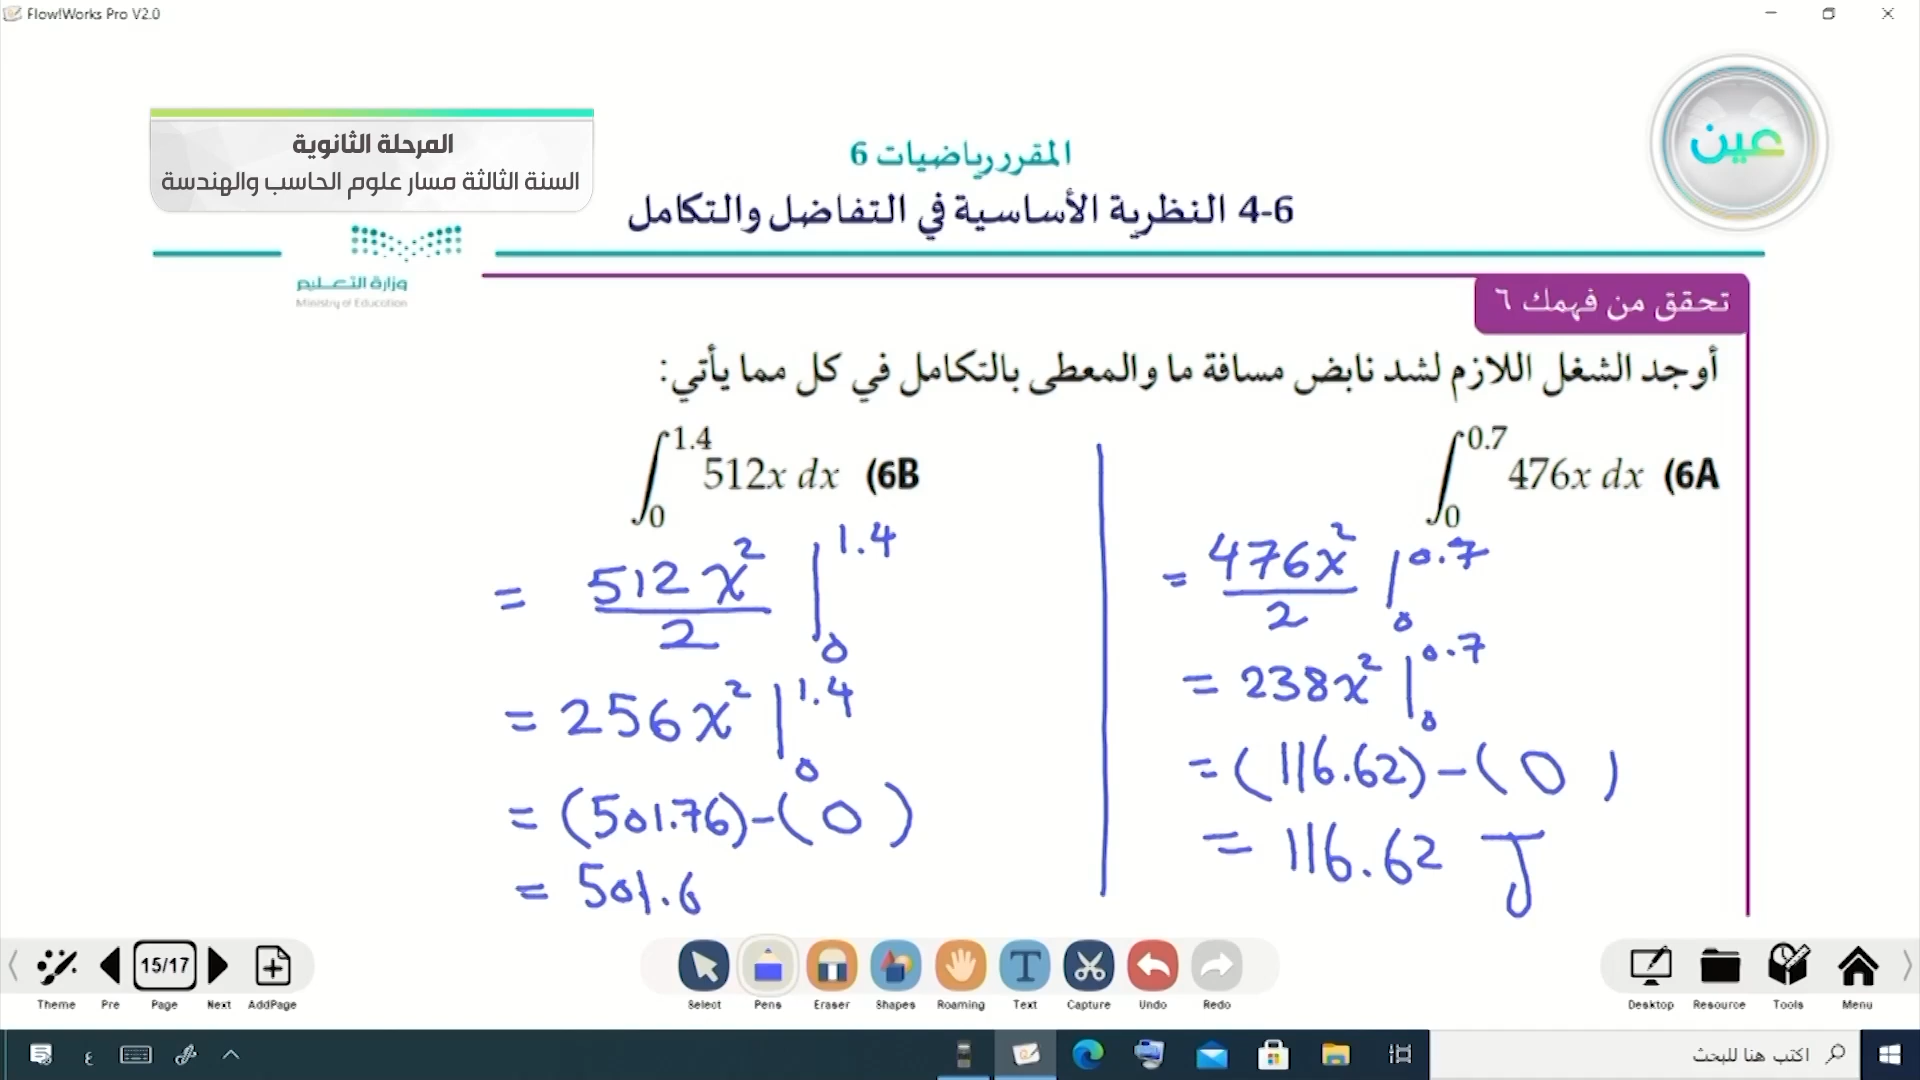 Flow!Works Pro V2.0
المرحلة الثانوية
السنة الثالثة مسار علوم الحاسب والهندسة
المقرر رياضيات 6
4-6 النظرية الأساسية في التفاضل والتكامل
عين
وزارة التعليم
Ministry of Education
تحقق من فهمك ٦
أوجد الشغل اللازم لشد نابض مسافة ما والمعطى بالتكامل في كل مما يأتي:
∫₀^0.7 476x dx (6A
= 476x²/2 |₀^0.7
= 238x² |₀^0.7
= (116.62) - (0)
= 116.62 J
∫₀^1.4 512x dx (6B
= 512x²/2 |₀^1.4
= 256x² |₀^1.4
= (501.76) - (0)
= 501.6
15/17
Theme Pre Page Next AddPage
Select Pens Eraser Shapes Roaming Text Capture Undo Redo
Desktop Resource Tools Menu
ع
اكتب هنا للبحث